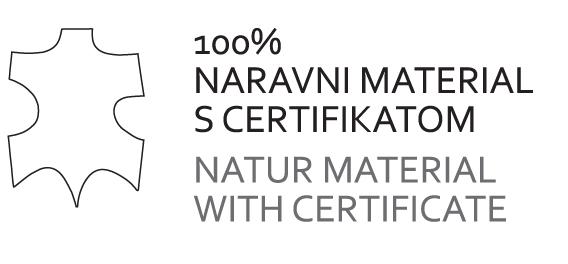 100%
NARAVNI MATERIAL
S CERTIFIKATOM
NATUR MATERIAL
WITH CERTIFICATE